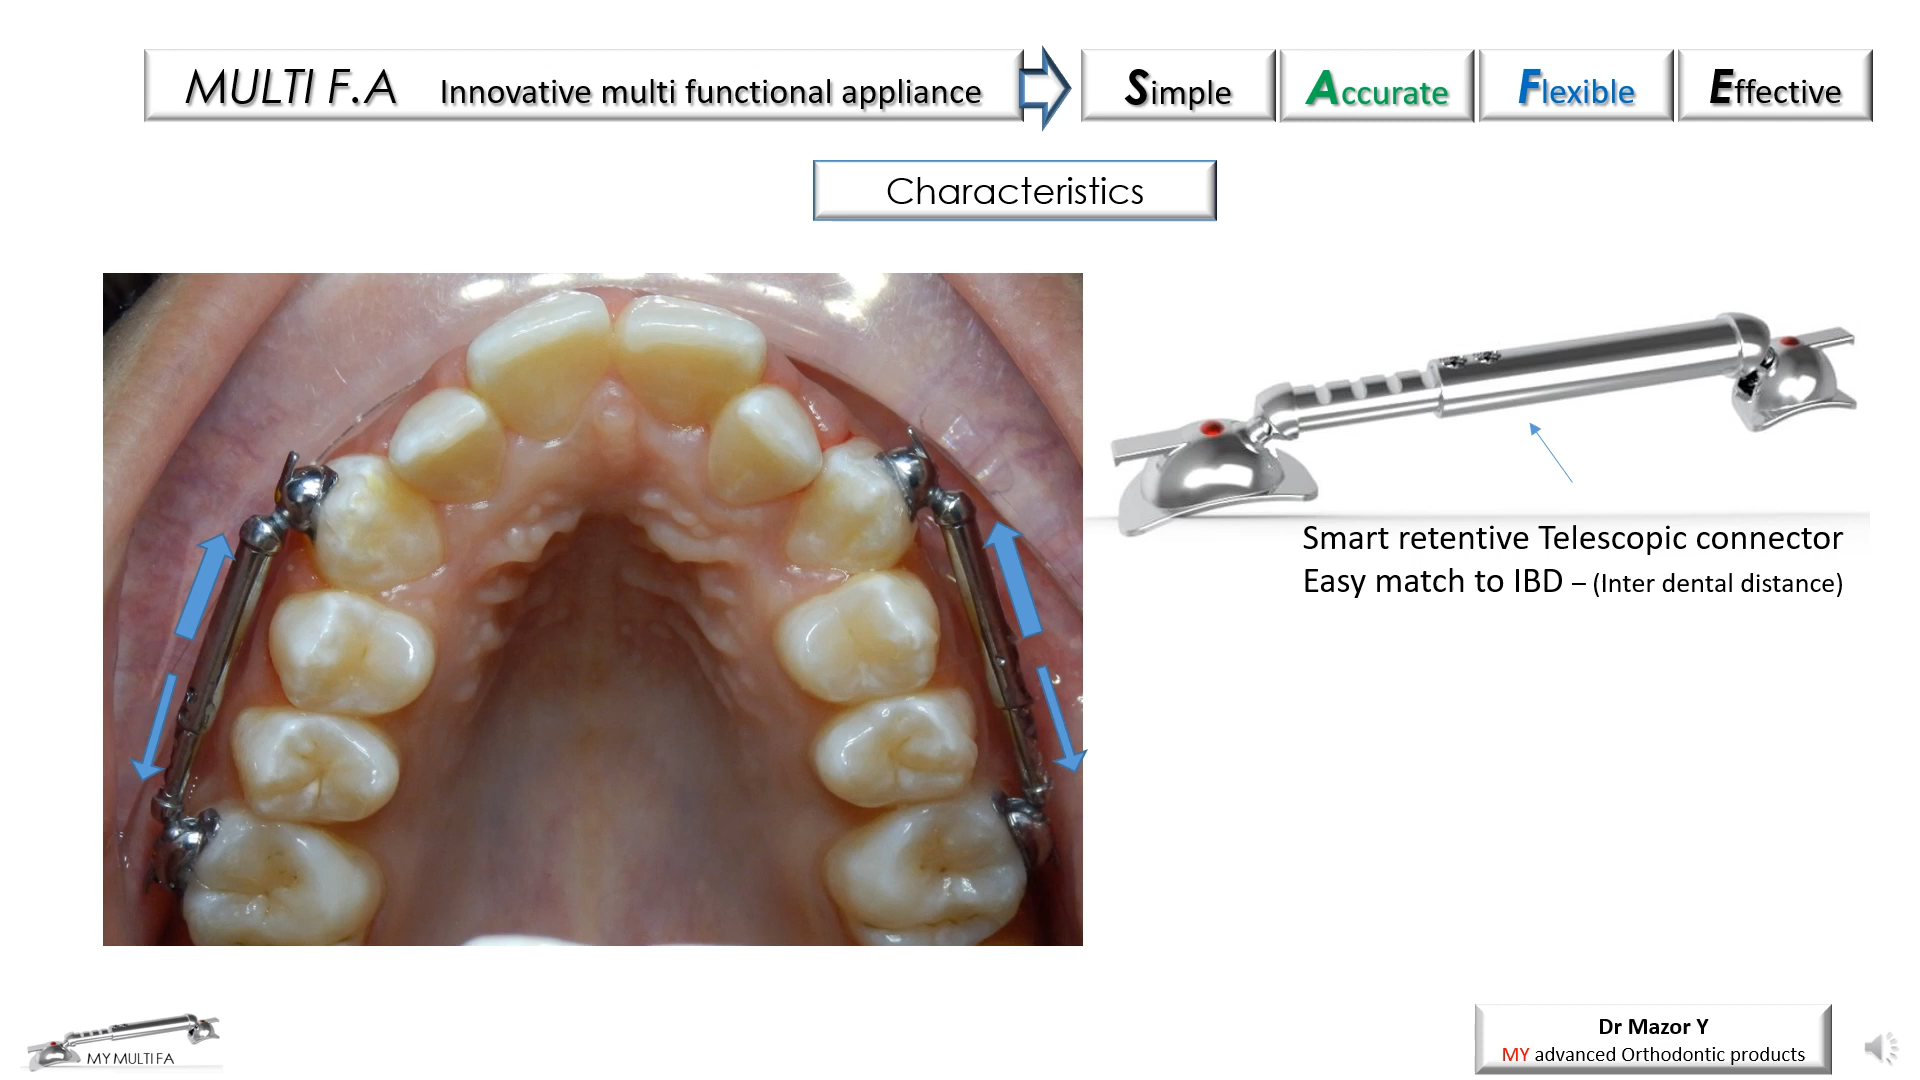 MULTI F.A Innovative multi functional appliance
Simple
Accurate
Flexible
Effective
Characteristics
Smart retentive Telescopic connector
Easy match to IBD – (Inter dental distance)
MY MULTI FA
Dr Mazor Y
MY advanced Orthodontic products